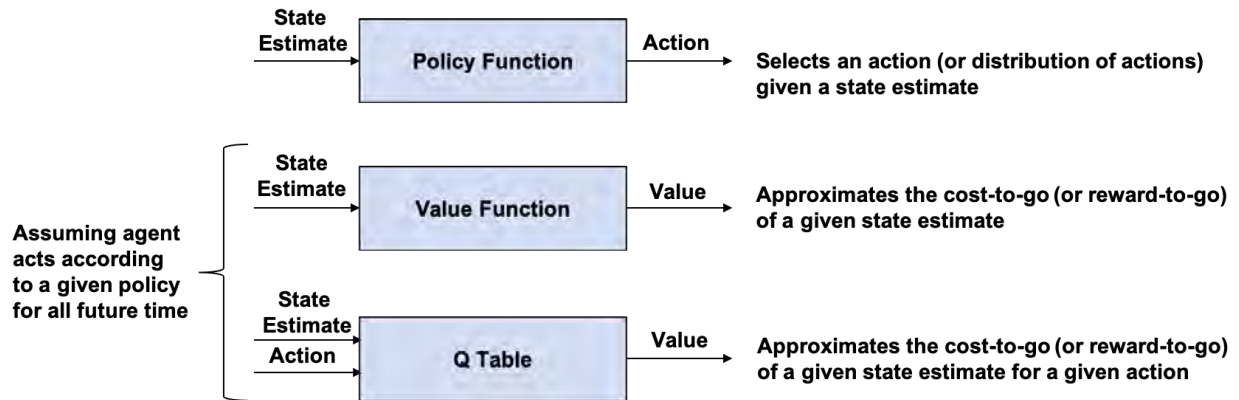 State
Estimate
Policy Function
Action
Selects an action (or distribution of actions)
given a state estimate
Assuming agent
acts according
to a given policy
for all future time
State
Estimate
Value Function
Value
Approximates the cost-to-go (or reward-to-go)
of a given state estimate
State
Estimate
Action
Q Table
Value
Approximates the cost-to-go (or reward-to-go)
of a given state estimate for a given action